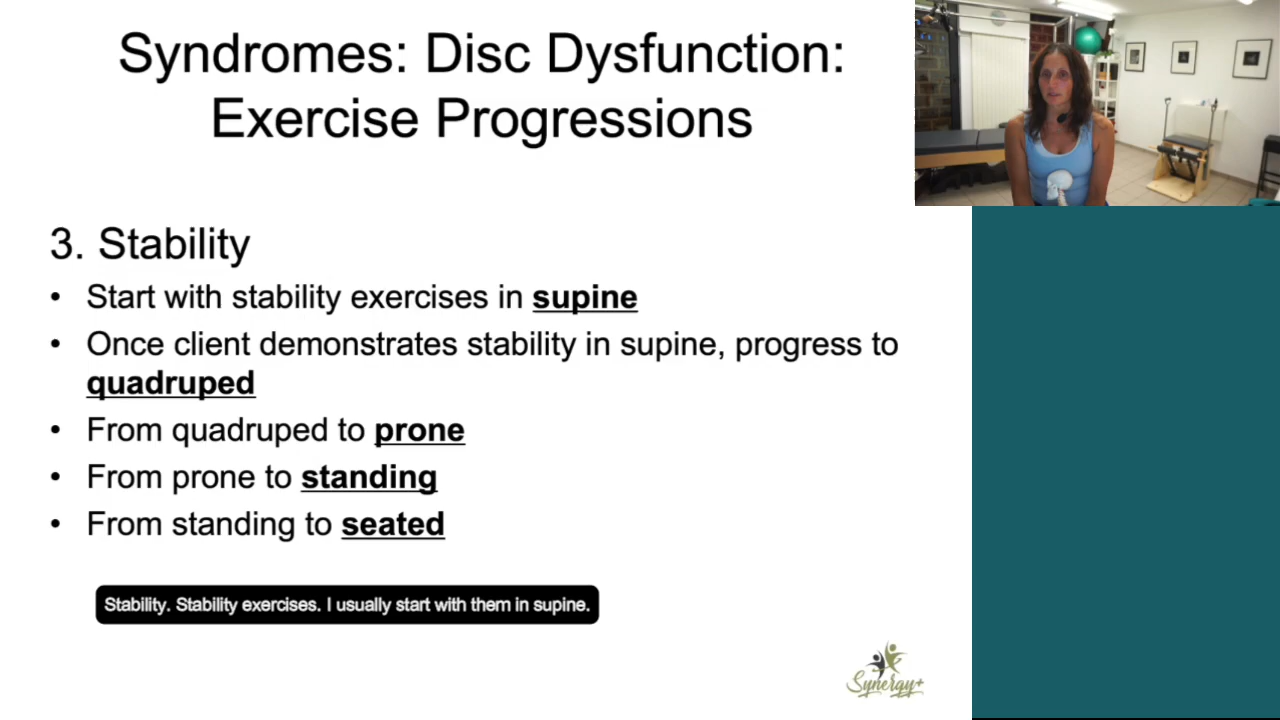 Syndromes: Disc Dysfunction:
Exercise Progressions
3. Stability
• Start with stability exercises in supine
• Once client demonstrates stability in supine, progress to
quadruped
• From quadruped to prone
• From prone to standing
• From standing to seated
Stability. Stability exercises. I usually start with them in supine.
Synergy+